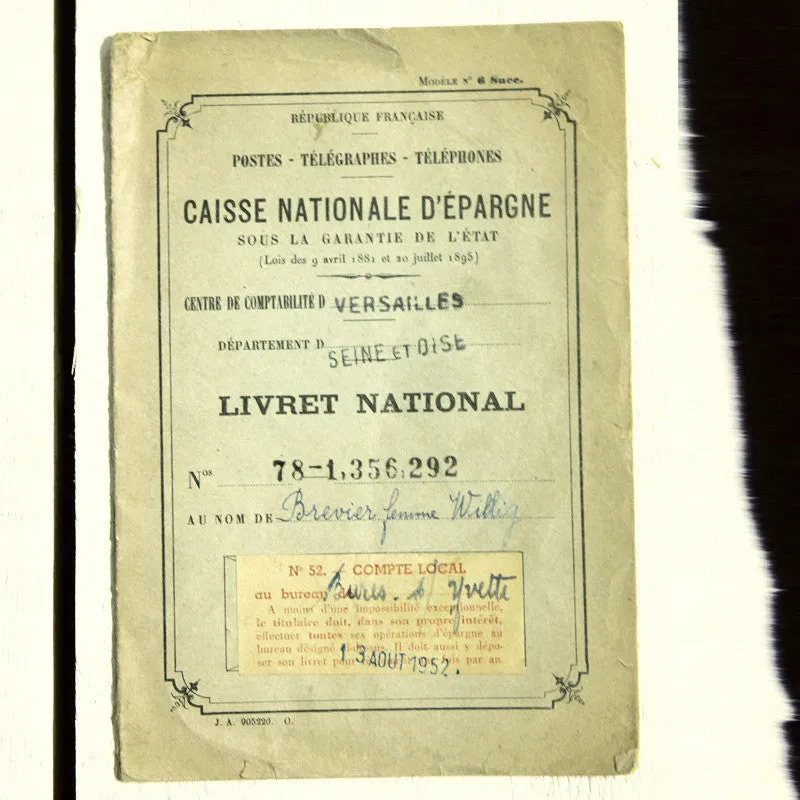 MODÈLE N° 6 Succ.
RÉPUBLIQUE FRANÇAISE
POSTES - TÉLÉGRAPHES - TÉLÉPHONES
CAISSE NATIONALE D'ÉPARGNE
SOUS LA GARANTIE DE L'ÉTAT
(Lois des 9 avril 1881 et 20 juillet 1895)
CENTRE DE COMPTABILITÉ D VERSAILLES
DÉPARTEMENT D SEINE ET OISE
LIVRET NATIONAL
Nos 78-1,356,292
AU NOM DE Brevier femme Willig
N° 52. - COMPTE LOCAL
au bureau de Bures. s/ Yvette
A moins d'une impossibilité exceptionnelle,
le titulaire doit, dans son propre intérêt,
effectuer toutes ses opérations d'épargne au
bureau désigné Il doit aussi y dépo-
ser son livret pour par an.
13 AOUT 1952.
J. A. 905220. O.